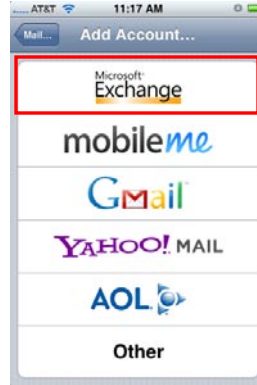 AT&T 11:17 AM
Mail... Add Account...
Microsoft
Exchange
mobileme
Gmail
YAHOO! MAIL
AOL
Other